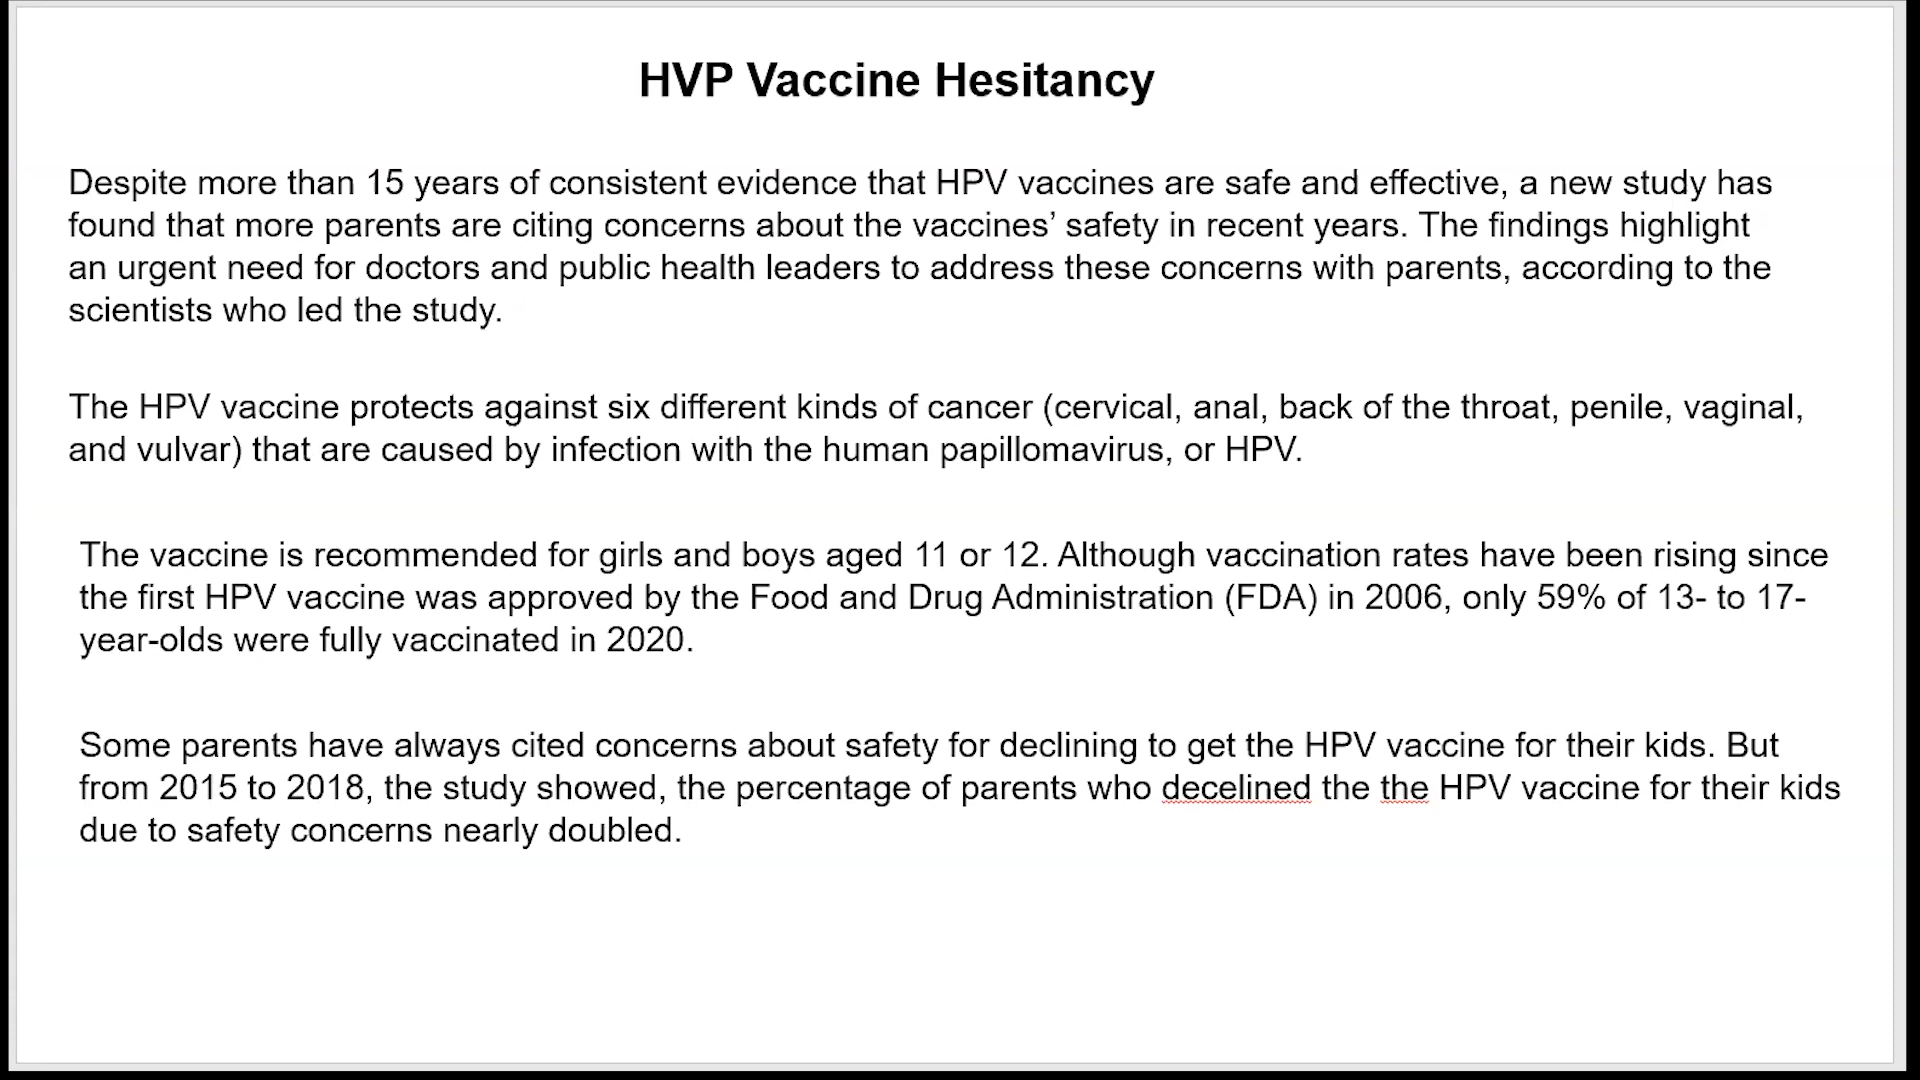 HVP Vaccine Hesitancy
Despite more than 15 years of consistent evidence that HPV vaccines are safe and effective, a new study has
found that more parents are citing concerns about the vaccines’ safety in recent years. The findings highlight
an urgent need for doctors and public health leaders to address these concerns with parents, according to the
scientists who led the study.
The HPV vaccine protects against six different kinds of cancer (cervical, anal, back of the throat, penile, vaginal,
and vulvar) that are caused by infection with the human papillomavirus, or HPV.
The vaccine is recommended for girls and boys aged 11 or 12. Although vaccination rates have been rising since
the first HPV vaccine was approved by the Food and Drug Administration (FDA) in 2006, only 59% of 13- to 17-
year-olds were fully vaccinated in 2020.
Some parents have always cited concerns about safety for declining to get the HPV vaccine for their kids. But
from 2015 to 2018, the study showed, the percentage of parents who decelined the the HPV vaccine for their kids
due to safety concerns nearly doubled.